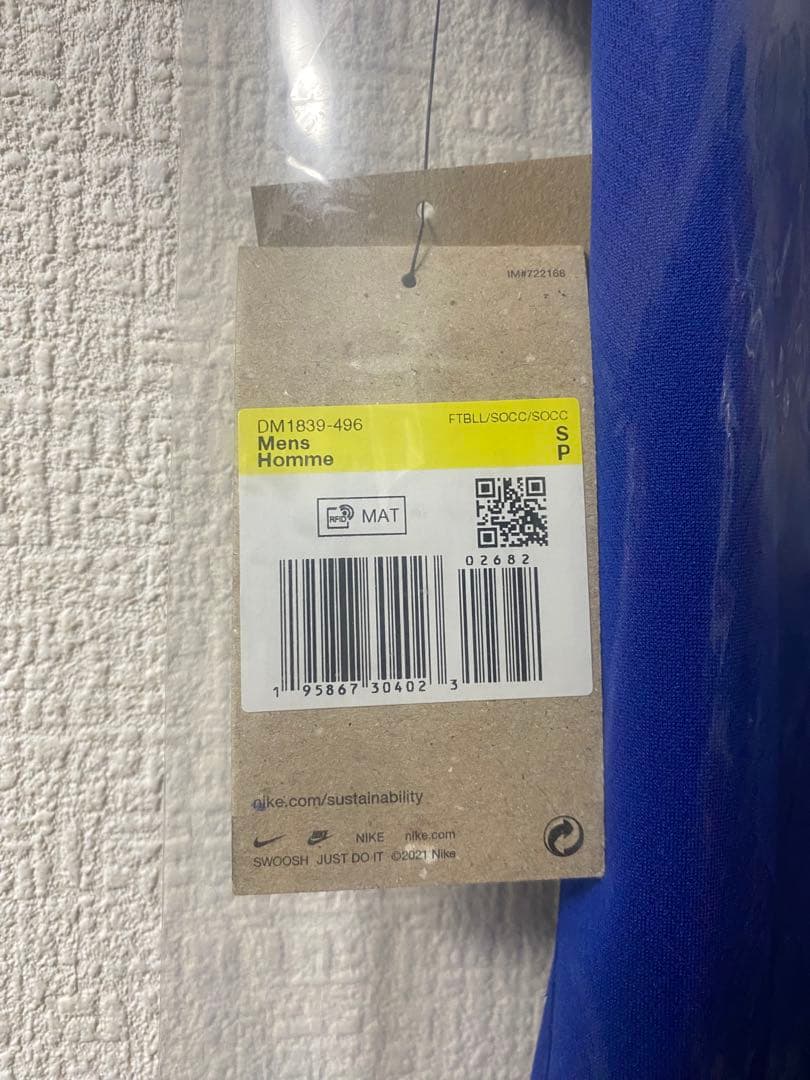 IM#722168
DM1839-496
FTBLL/SOCC/SOCC
Mens
S
Homme
P
RFID MAT
02682
1 95867 30402 3
nike.com/sustainability
NIKE nike.com
SWOOSH JUST DO IT ©2021 Nike